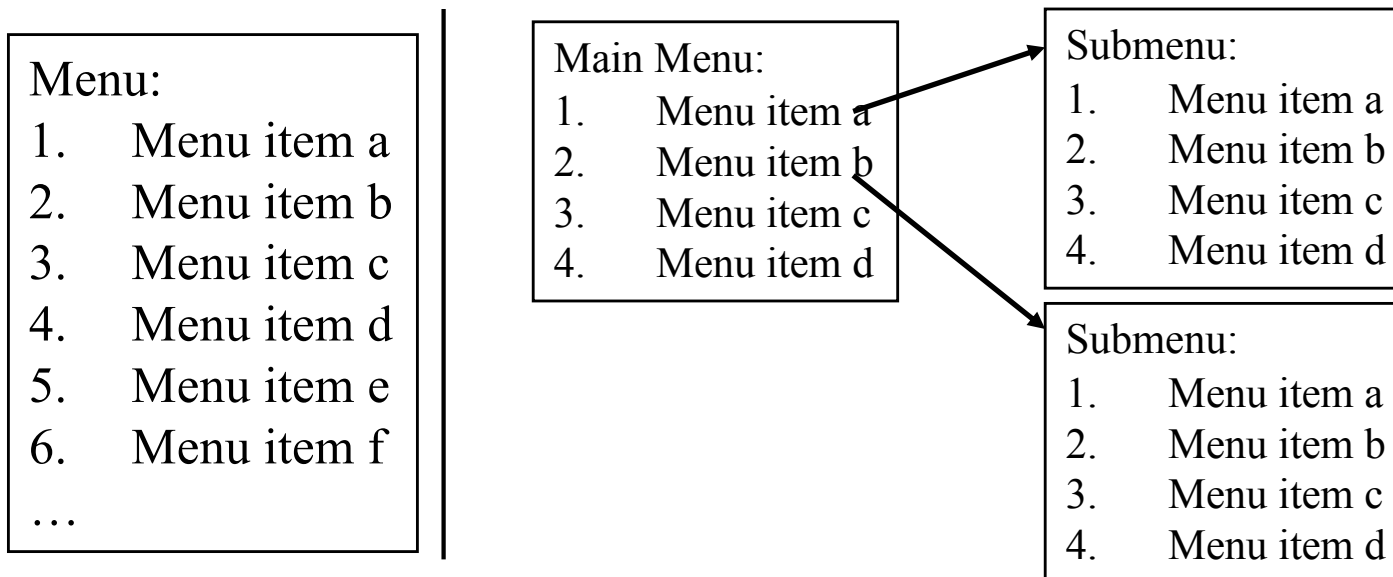 Menu:
1. Menu item a
2. Menu item b
3. Menu item c
4. Menu item d
5. Menu item e
6. Menu item f
…
Main Menu:
1. Menu item a
2. Menu item b
3. Menu item c
4. Menu item d
Submenu:
1. Menu item a
2. Menu item b
3. Menu item c
4. Menu item d
Submenu:
1. Menu item a
2. Menu item b
3. Menu item c
4. Menu item d